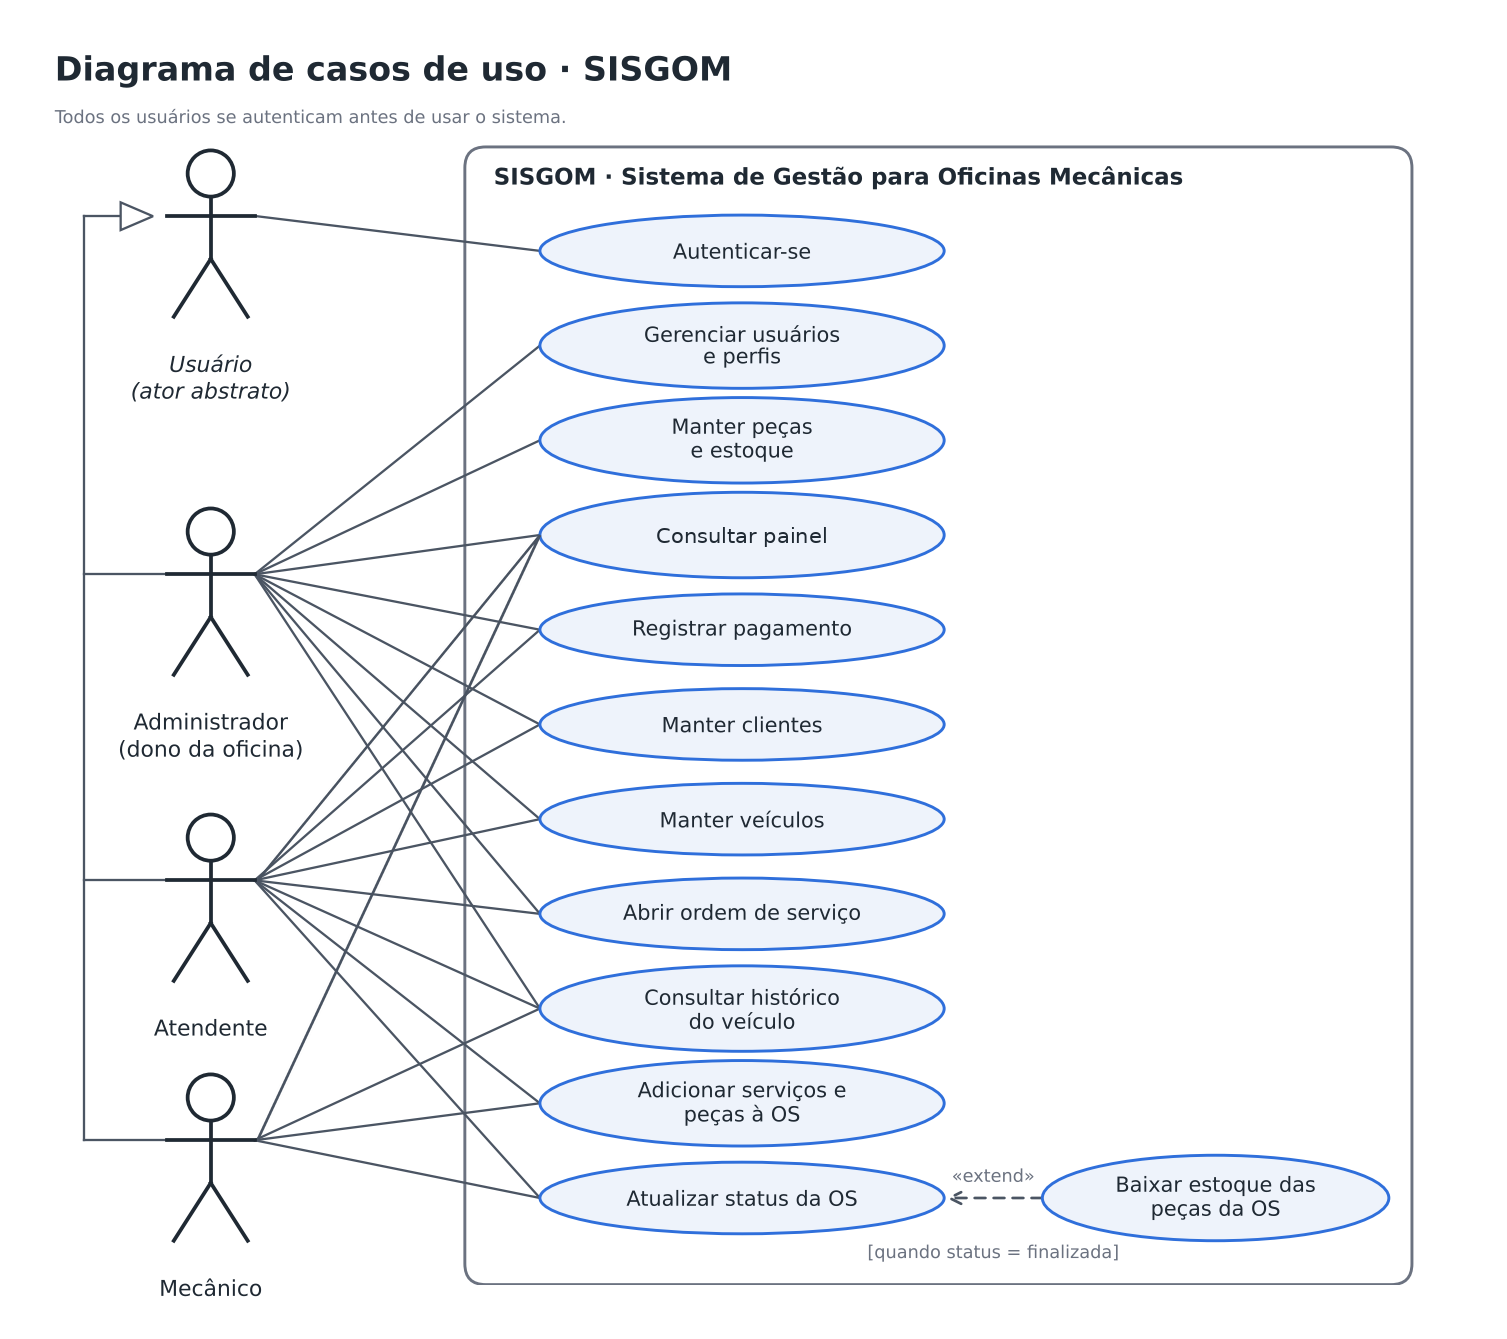 Diagrama de casos de uso · SISGOM
Todos os usuários se autenticam antes de usar o sistema.
SISGOM · Sistema de Gestão para Oficinas Mecânicas
Autenticar-se
Gerenciar usuários
e perfis
Usuário
(ator abstrato)
Manter peças
e estoque
Consultar painel
Registrar pagamento
Administrador
(dono da oficina)
Manter clientes
Manter veículos
Abrir ordem de serviço
Consultar histórico
do veículo
Atendente
Adicionar serviços e
peças à OS
Atualizar status da OS
«extend»
Baixar estoque das
peças da OS
[quando status = finalizada]
Mecânico